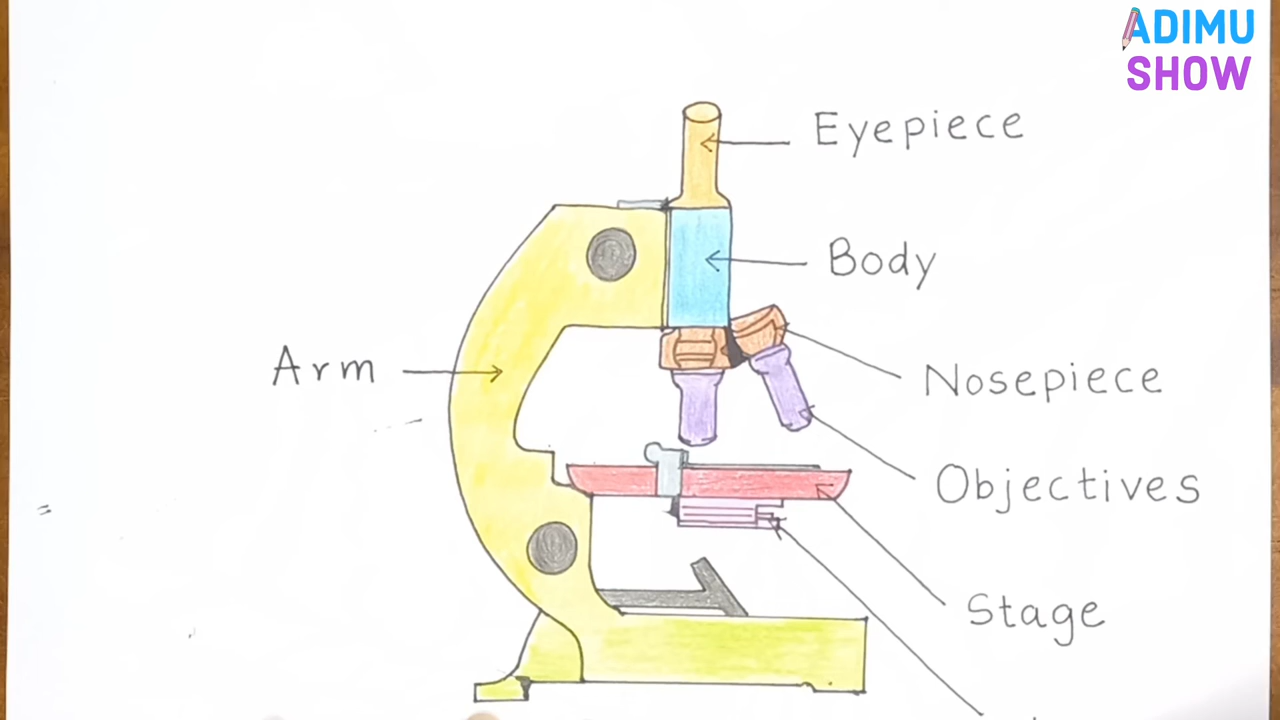 ADIMU
SHOW
Eyepiece
Body
Arm
Nosepiece
Objectives
Stage